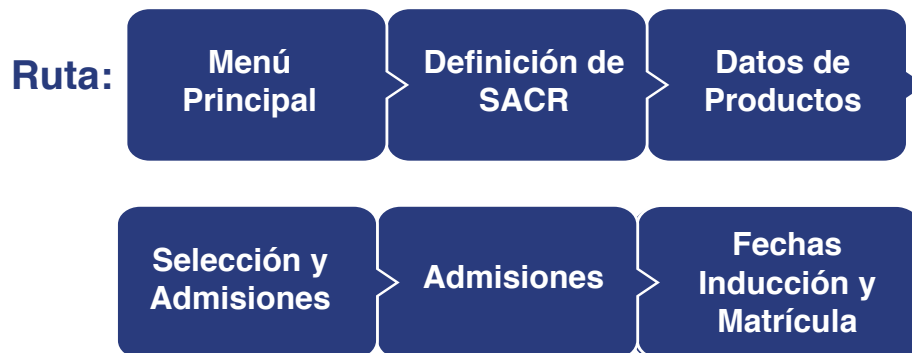 Ruta:
Menú
Principal
Definición de
SACR
Datos de
Productos
Selección y
Admisiones
Admisiones
Fechas
Inducción y
Matrícula